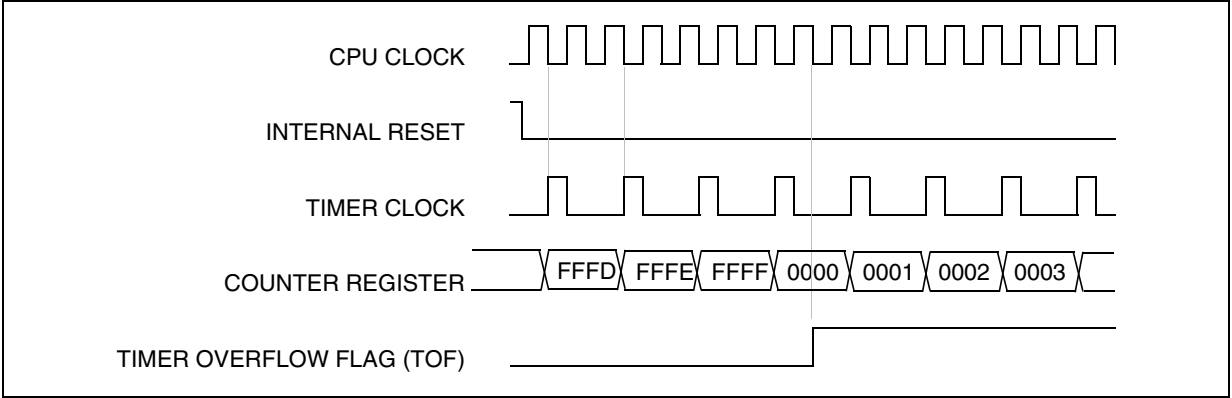 CPU CLOCK
INTERNAL RESET
TIMER CLOCK
COUNTER REGISTER FFFD FFFE FFFF 0000 0001 0002 0003
TIMER OVERFLOW FLAG (TOF)